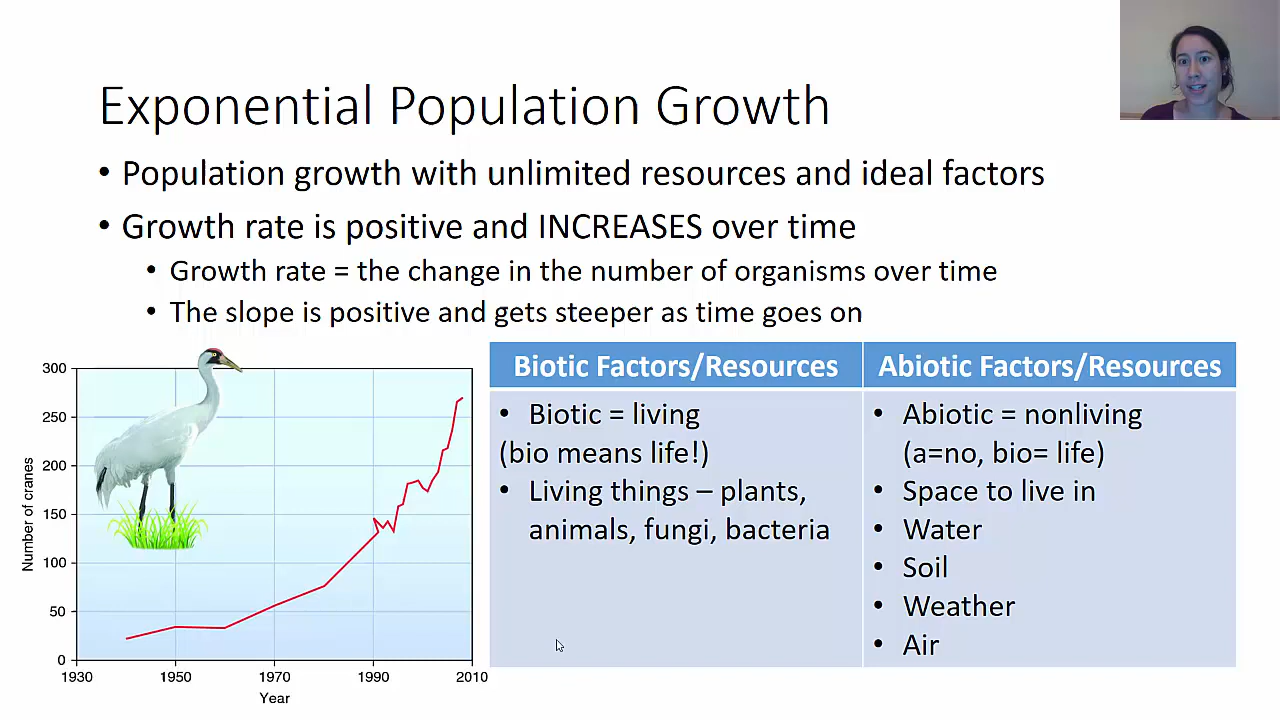 Exponential Population Growth
• Population growth with unlimited resources and ideal factors
• Growth rate is positive and INCREASES over time
• Growth rate = the change in the number of organisms over time
• The slope is positive and gets steeper as time goes on
300
250
200
150
100
50
0
Number of cranes
1930
1950
1970
1990
2010
Year
Biotic Factors/Resources
• Biotic = living
(bio means life!)
• Living things – plants,
animals, fungi, bacteria
Abiotic Factors/Resources
• Abiotic = nonliving
(a=no, bio= life)
• Space to live in
• Water
• Soil
• Weather
• Air